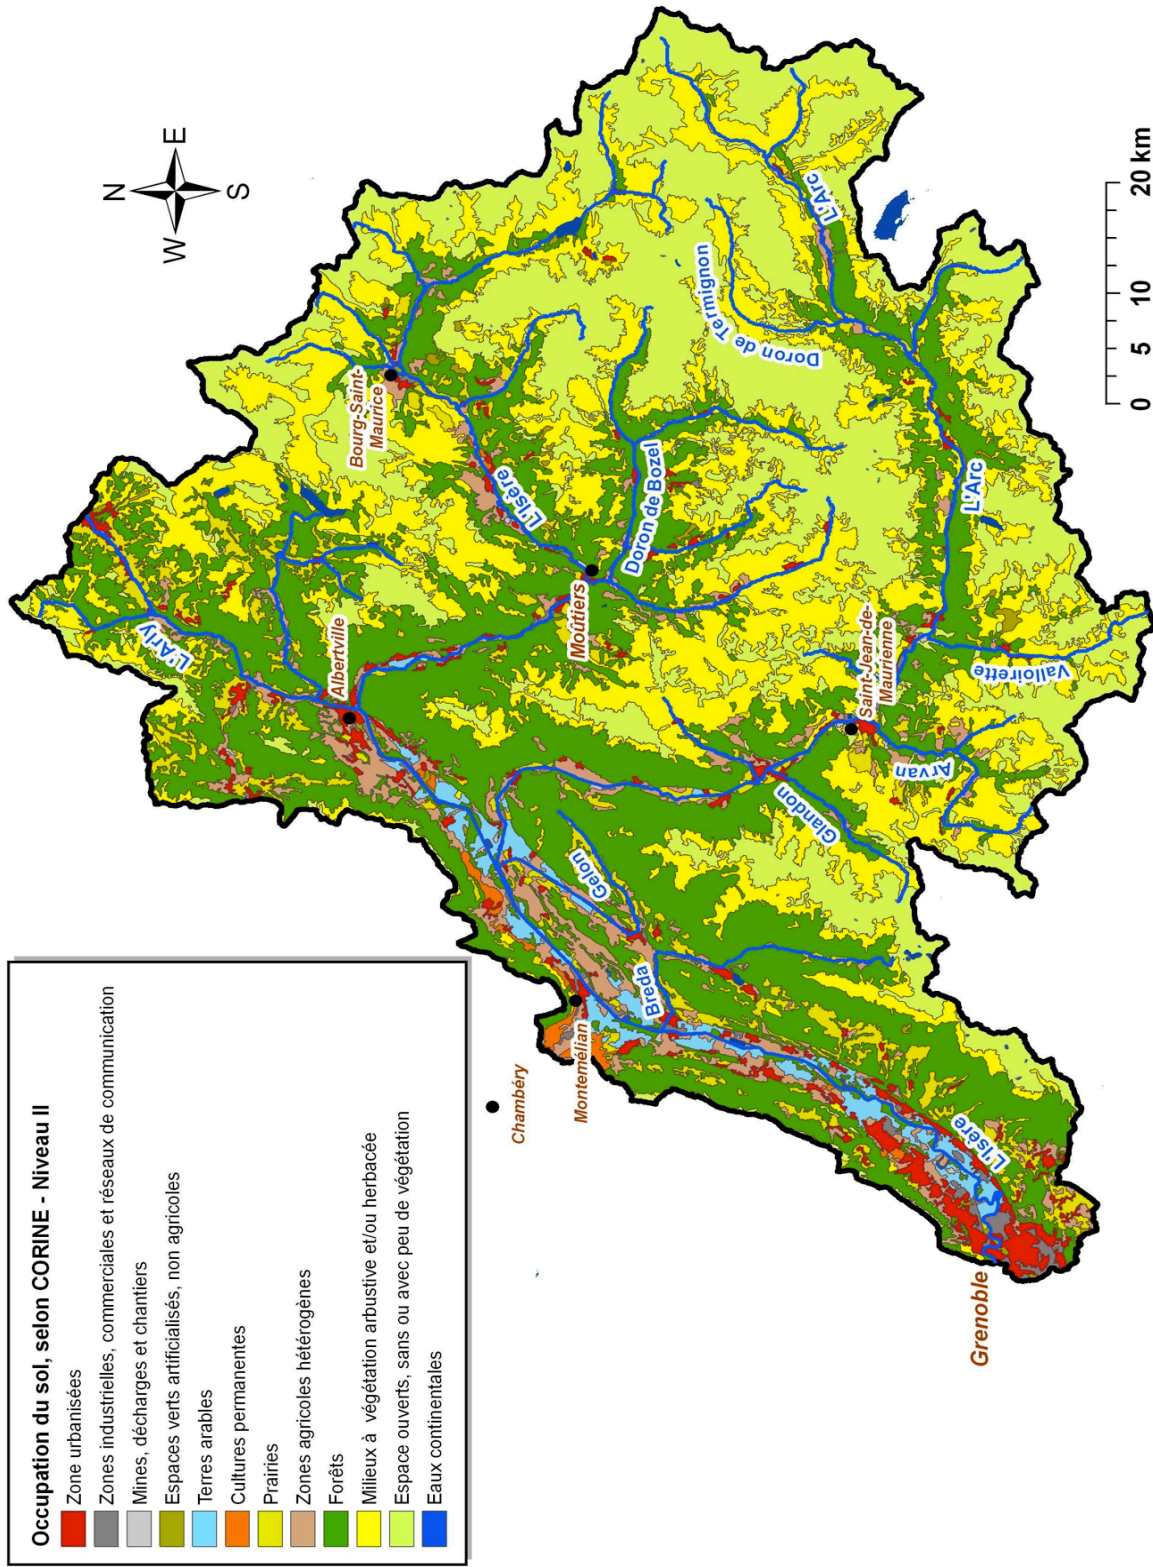 Occupation du sol, selon CORINE - Niveau II
Zone urbanisées
Zones industrielles, commerciales et réseaux de communication
Mines, décharges et chantiers
Espaces verts artificialisés, non agricoles
Terres arables
Cultures permanentes
Prairies
Zones agricoles hétérogènes
Forêts
Milieux à végétation arbustive et/ou herbacée
Espace ouverts, sans ou avec peu de végétation
Eaux continentales
N
W
E
S
L'Arly
Albertville
Bourg-Saint-
Maurice
L'Isère
Moûtiers
Doron de Bozel
Doron de Termignon
L'Arc
Chambéry
Montemélian
Gelon
Breda
Glandon
Saint-Jean-de-
Maurienne
Arvan
Valloirette
L'Arc
L'Isère
Grenoble
0
5
10
20 km